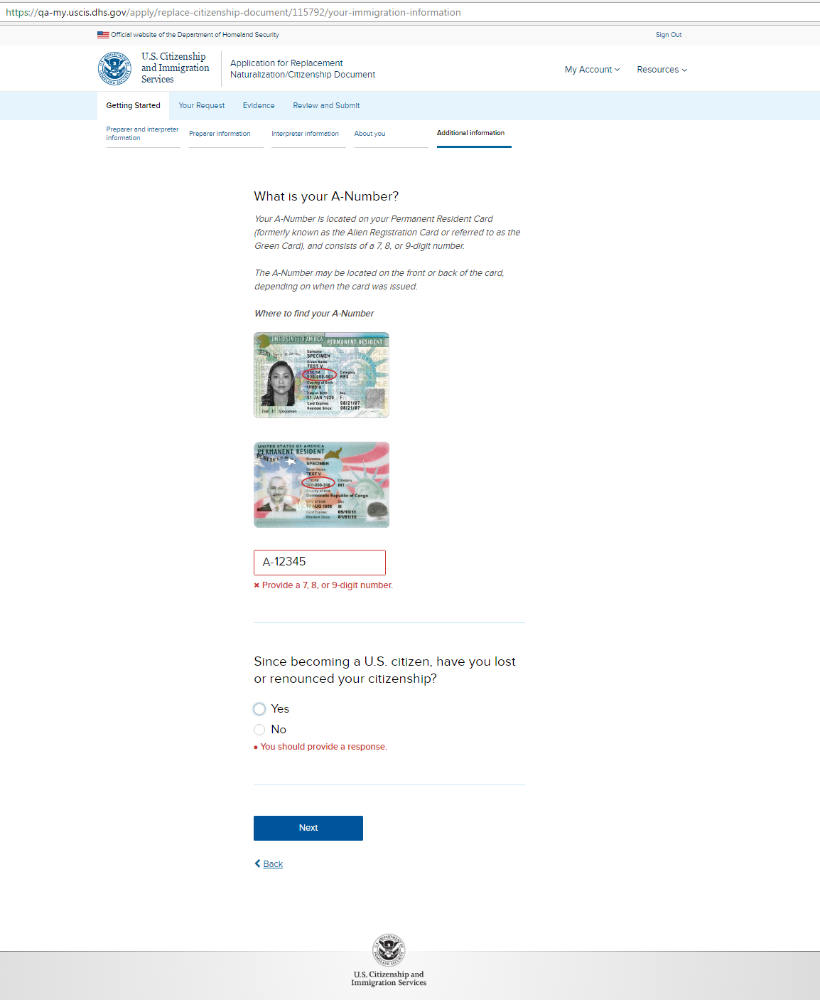 https://qa-my.uscis.dhs.gov/apply/replace-citizenship-document/115792/your-immigration-information
Official website of the Department of Homeland Security
Sign Out
U.S. Citizenship
and Immigration
Services
Application for Replacement
Naturalization/Citizenship Document
My Account
Resources
Getting Started
Your Request
Evidence
Review and Submit
Preparer and interpreter
information
Preparer information
Interpreter information
About you
Additional information
What is your A-Number?
Your A-Number is located on your Permanent Resident Card
(formerly known as the Alien Registration Card or referred to as the
Green Card), and consists of a 7, 8, or 9-digit number.
The A-Number may be located on the front or back of the card,
depending on when the card was issued.
Where to find your A-Number
UNITED STATES OF AMERICA
PERMANENT RESIDENT
Surname
SPECIMEN
Given Name
TEST V
USCIS#
000-000-001
Category
RE8
Country of Birth
Utopia
Date of Birth
Sex
01 JAN 1920
F
Card Expires:
08/21/07
Resident Since:
08/21/07
Test V. Specimen
UNITED STATES OF AMERICA
PERMANENT RESIDENT
Surname
SPECIMEN
Given Name
TEST V
USCIS#
000-000-318
Category
IR1
Country of Birth
Democratic Republic of Congo
Date of Birth
Sex
AUG 1958
M
Card Expires:
05/10/11
Resident Since:
01/01/10
A-12345
Provide a 7, 8, or 9-digit number.
Since becoming a U.S. citizen, have you lost
or renounced your citizenship?
Yes
No
You should provide a response.
Next
Back
U.S. Citizenship and
Immigration Services